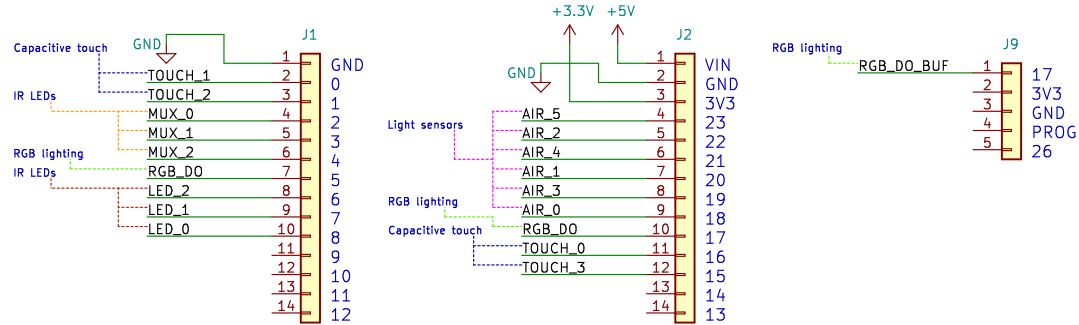 J1
GND
Capacitive touch
1 GND
TOUCH_1 2 0
TOUCH_2 3 1
IR LEDs
MUX_0 4 2
MUX_1 5 3
MUX_2 6 4
RGB lighting
RGB_DO 7 5
IR LEDs
LED_2 8 6
LED_1 9 7
LED_0 10 8
11 9
12 10
13 11
14 12
+3.3V +5V
J2
1 VIN
GND
2 GND
3 3V3
AIR_5 4 23
Light sensors
AIR_2 5 22
AIR_4 6 21
AIR_1 7 20
AIR_3 8 19
RGB lighting
AIR_0 9 18
RGB_DO 10 17
Capacitive touch
TOUCH_0 11 16
TOUCH_3 12 15
13 14
14 13
J9
RGB lighting
RGB_DO_BUF 1 17
2 3V3
3 GND
4 PROG
5 26